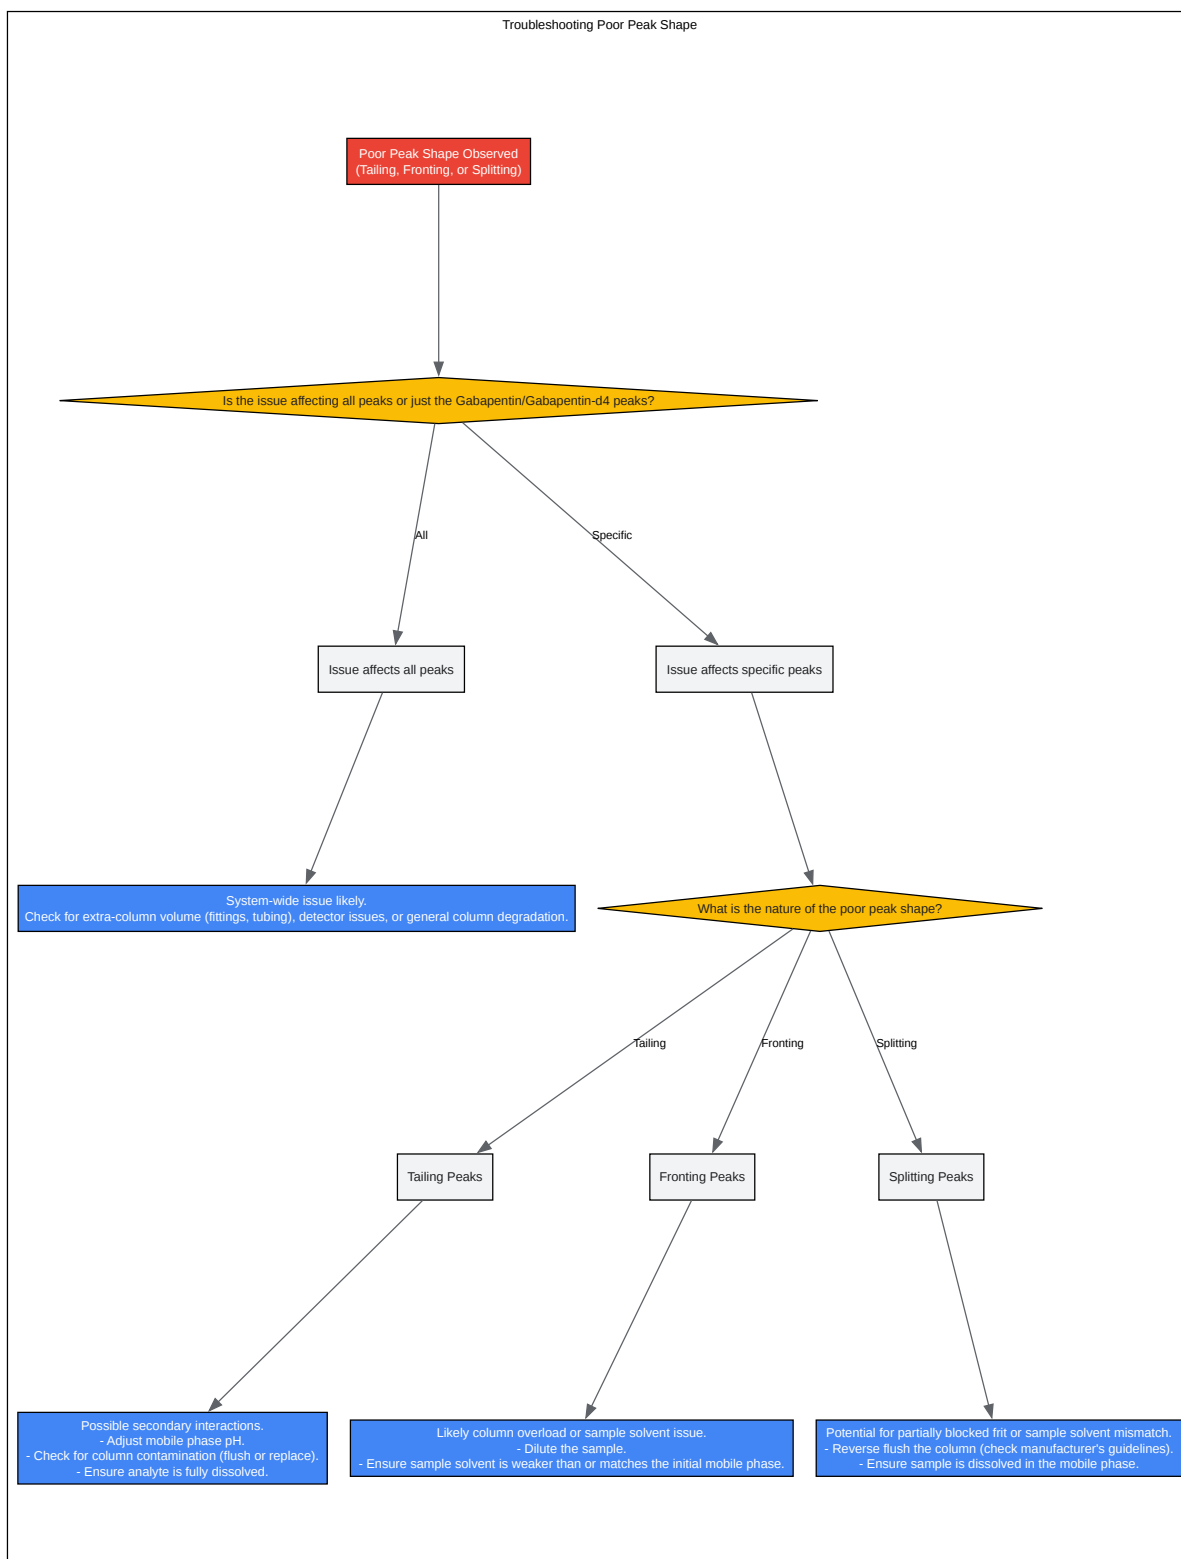 Troubleshooting Poor Peak Shape
Poor Peak Shape Observed
(Tailing, Fronting, or Splitting)
Is the issue affecting all peaks or just the Gabapentin/Gabapentin-d4 peaks?
All
Specific
Issue affects all peaks
Issue affects specific peaks
System-wide issue likely.
Check for extra-column volume (fittings, tubing), detector issues, or general column degradation.
What is the nature of the poor peak shape?
Tailing
Fronting
Splitting
Tailing Peaks
Fronting Peaks
Splitting Peaks
Possible secondary interactions.
- Adjust mobile phase pH.
- Check for column contamination (flush or replace).
- Ensure analyte is fully dissolved.
Likely column overload or sample solvent issue.
- Dilute the sample.
- Ensure sample solvent is weaker than or matches the initial mobile phase.
Potential for partially blocked frit or sample solvent mismatch.
- Reverse flush the column (check manufacturer's guidelines).
- Ensure sample is dissolved in the mobile phase.